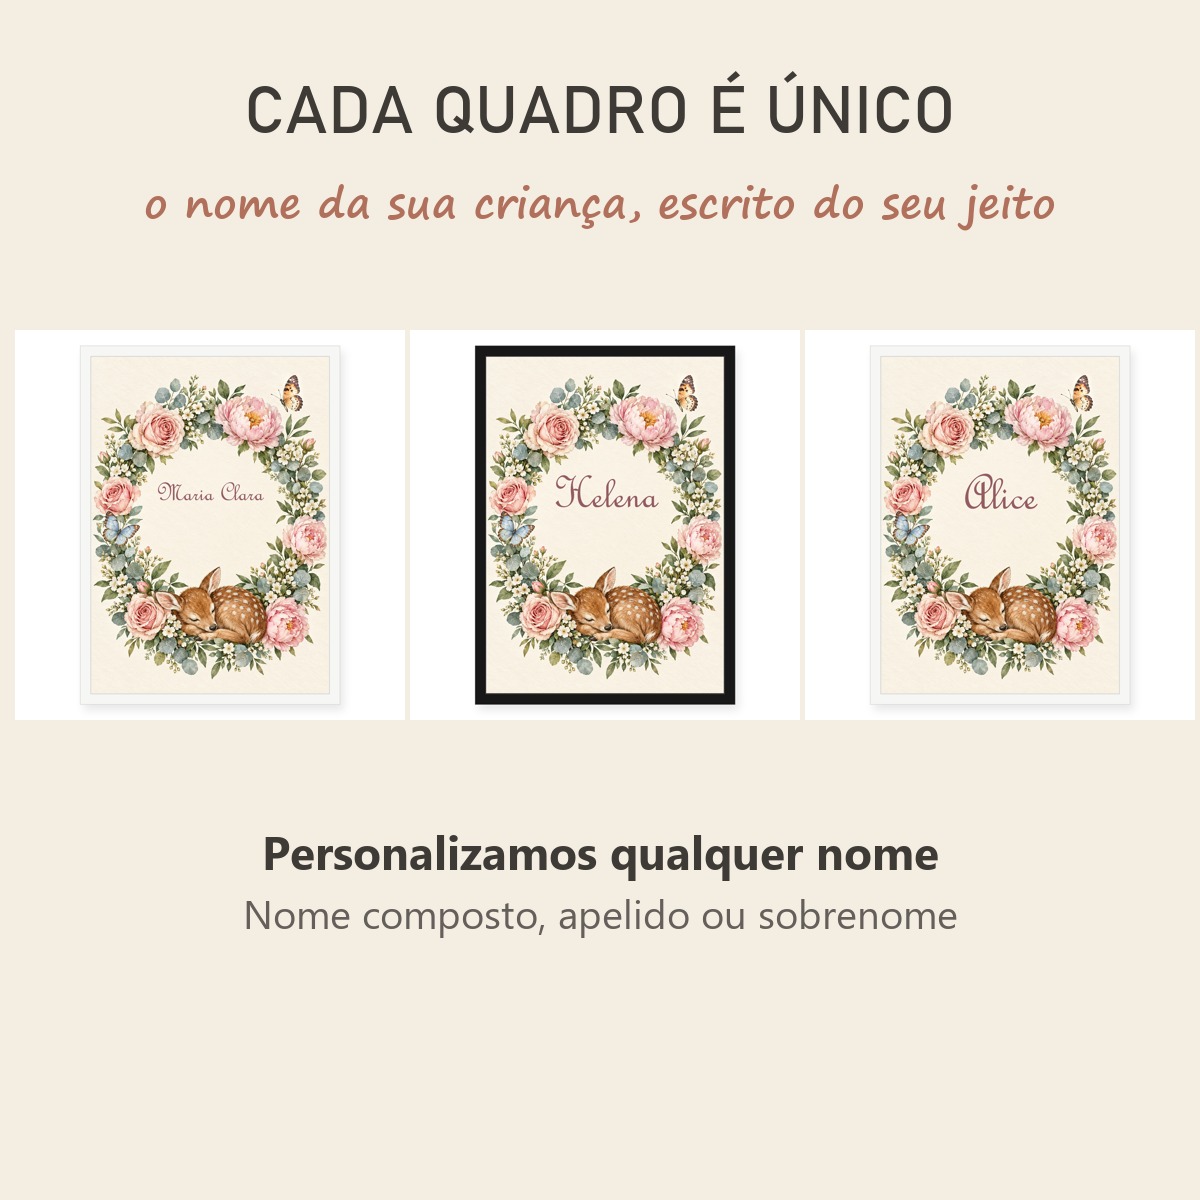 CADA QUADRO É ÚNICO
o nome da sua criança, escrito do seu jeito
Maria Clara
Helena
Alice
Personalizamos qualquer nome
Nome composto, apelido ou sobrenome